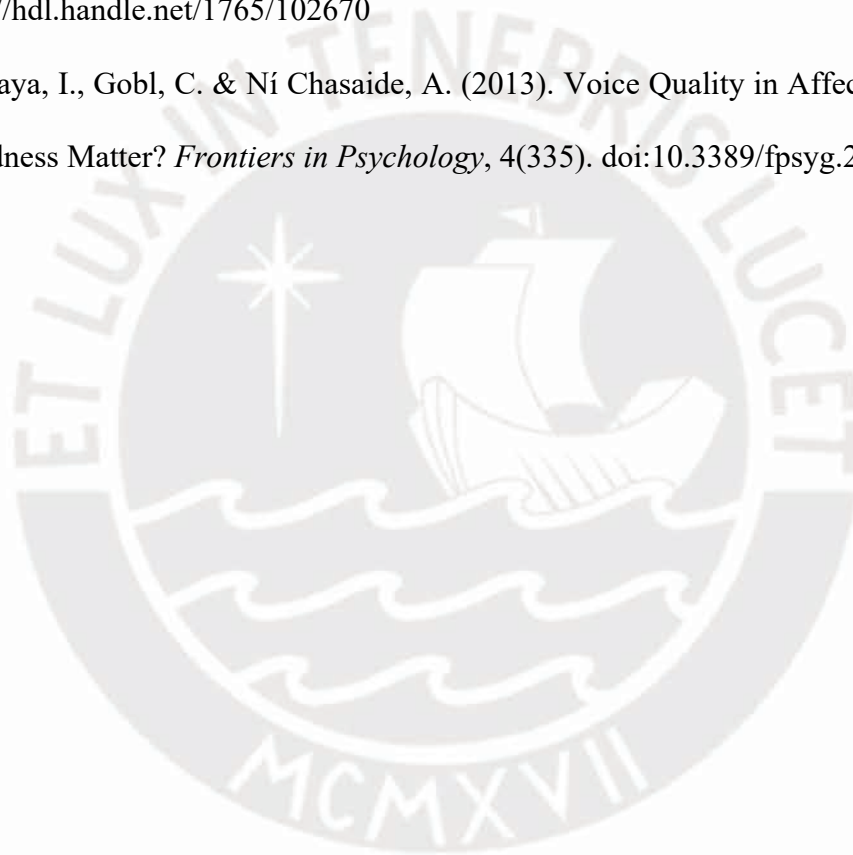 //hdl.handle.net/1765/102670
aya, I., Gobl, C. & Ní Chasaide, A. (2013). Voice Quality in Affec
dness Matter? Frontiers in Psychology, 4(335). doi:10.3389/fpsyg.2
ET LUX IN TENEBRIS LUCET
MCMXVII